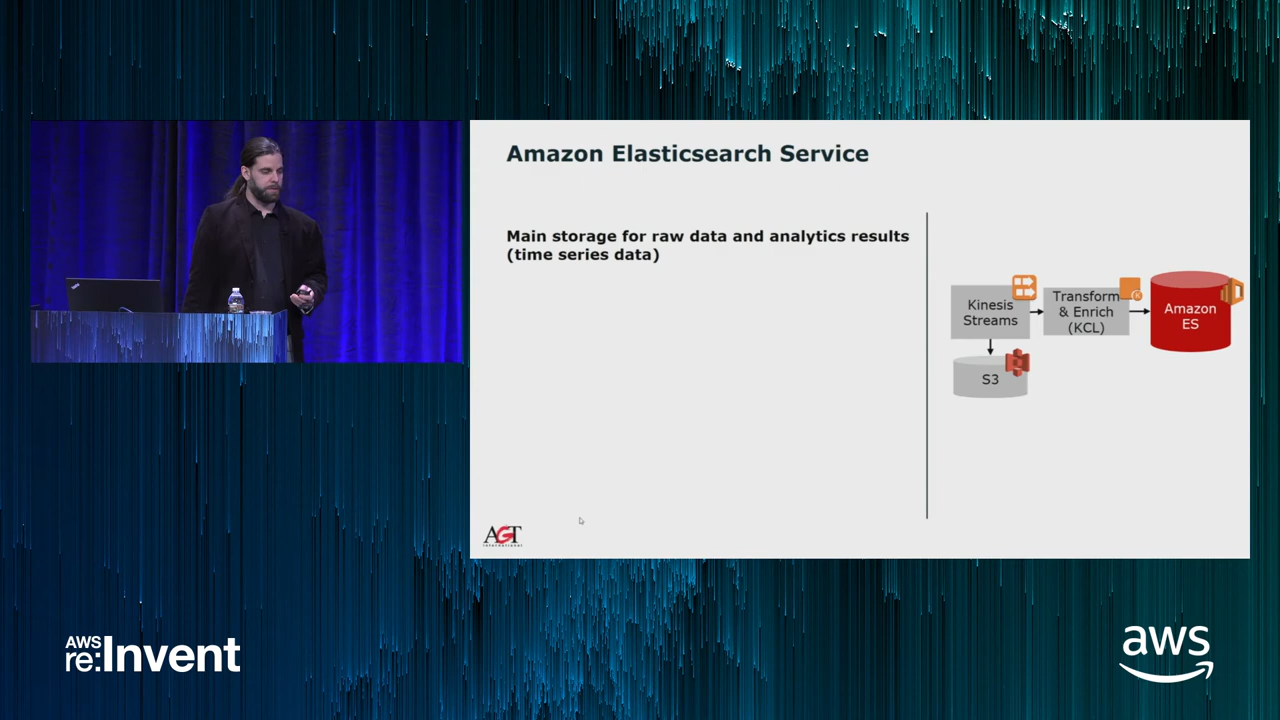 Amazon Elasticsearch Service
Main storage for raw data and analytics results
(time series data)
Kinesis
Streams
Transform
& Enrich
(KCL)
Amazon
ES
S3
AGT
international
AWS
re:Invent
aws